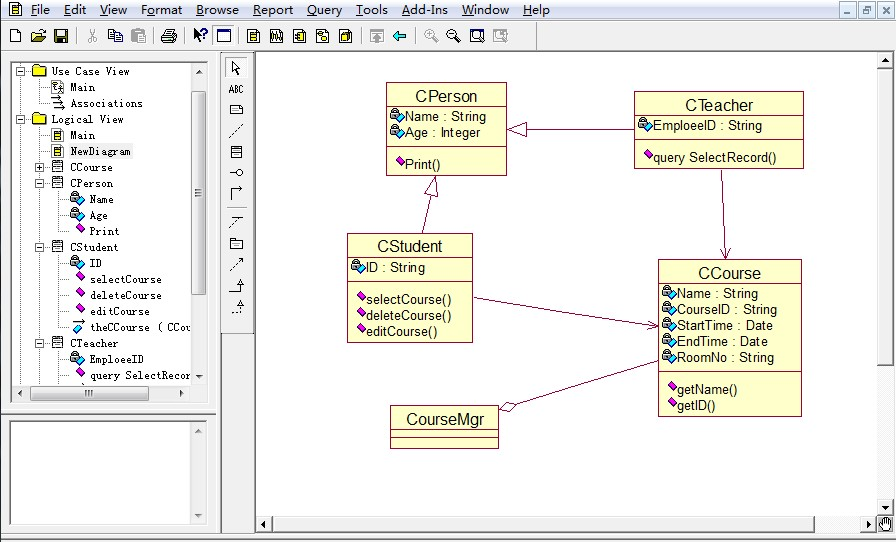 File Edit View Format Browse Report Query Tools Add-Ins Window Help
ABC
Use Case View
Main
Associations
Logical View
Main
NewDiagram
CCourse
CPerson
Name
Age
Print
CStudent
ID
selectCourse
deleteCourse
editCourse
theCCourse ( CCou
CTeacher
EmploeeID
query SelectRecor
CPerson
Name : String
Age : Integer
Print()
CTeacher
EmploeeID : String
query SelectRecord()
CStudent
ID : String
selectCourse()
deleteCourse()
editCourse()
CCourse
Name : String
CourseID : String
StartTime : Date
EndTime : Date
RoomNo : String
getName()
getID()
CourseMgr